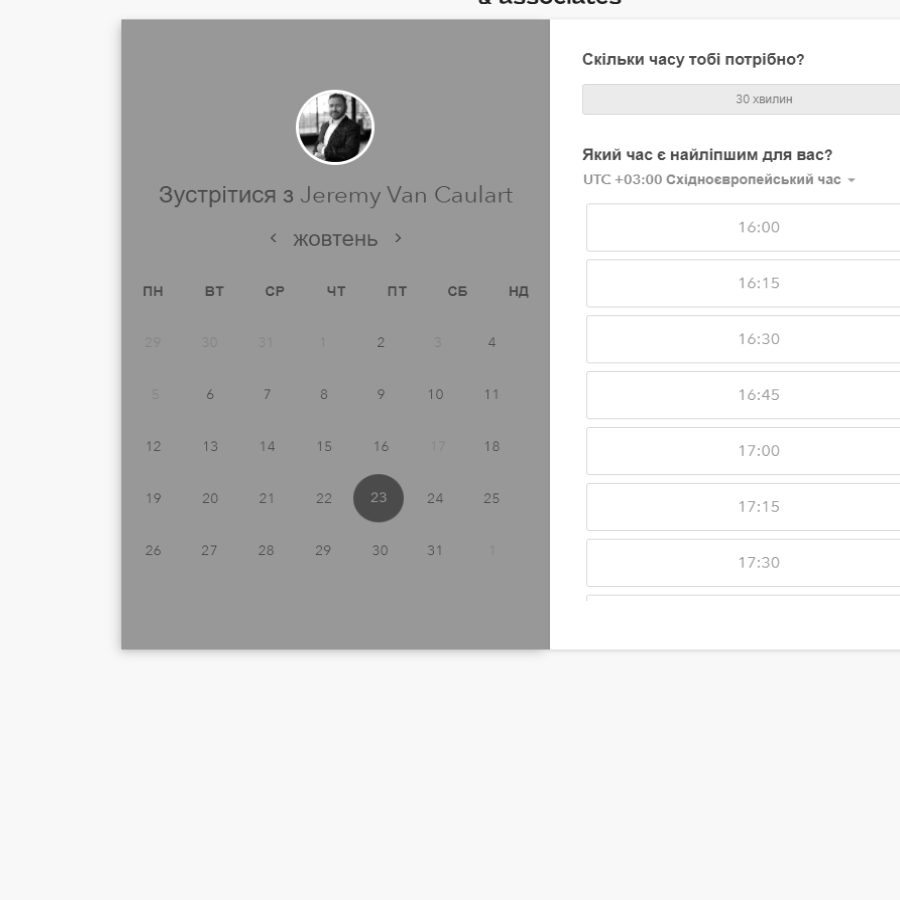 & associates
Зустрітися з Jeremy Van Caulart
жовтень
ПН ВТ СР ЧТ ПТ СБ НД
29 30 31 1 2 3 4
5 6 7 8 9 10 11
12 13 14 15 16 17 18
19 20 21 22 23 24 25
26 27 28 29 30 31 1
Скільки часу тобі потрібно?
30 хвилин
Який час є найліпшим для вас?
UTC +03:00 Східноєвропейський час
16:00
16:15
16:30
16:45
17:00
17:15
17:30